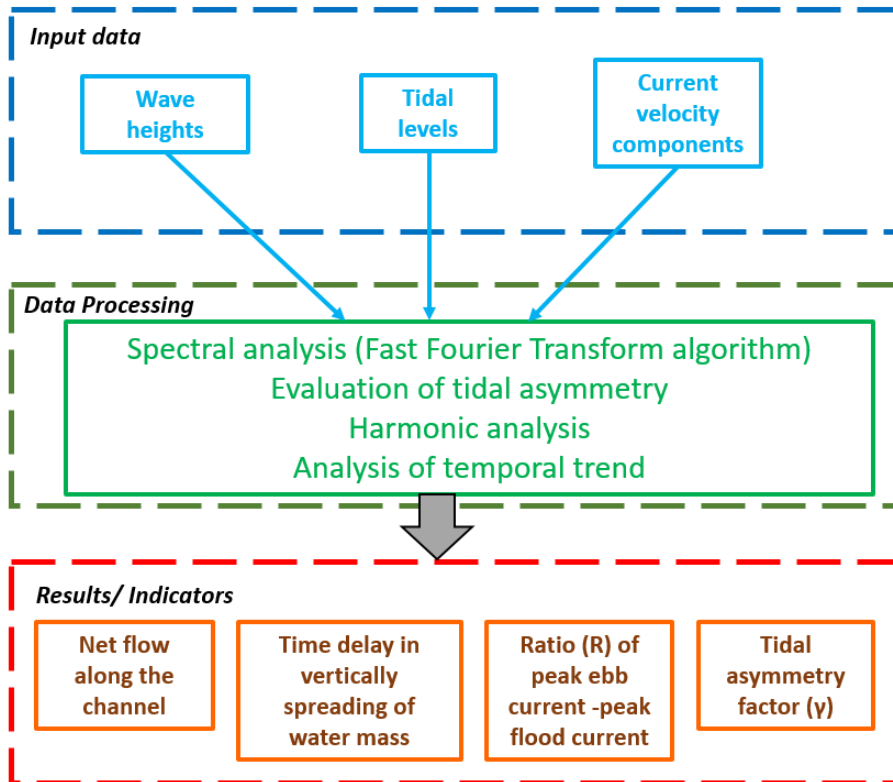 Input data
Wave
heights
Tidal
levels
Current
velocity
components
Data Processing
Spectral analysis (Fast Fourier Transform algorithm)
Evaluation of tidal asymmetry
Harmonic analysis
Analysis of temporal trend
Results/ Indicators
Net flow
along the
channel
Time delay in
vertically
spreading of
water mass
Ratio (R) of
peak ebb
current -peak
flood current
Tidal
asymmetry
factor (γ)